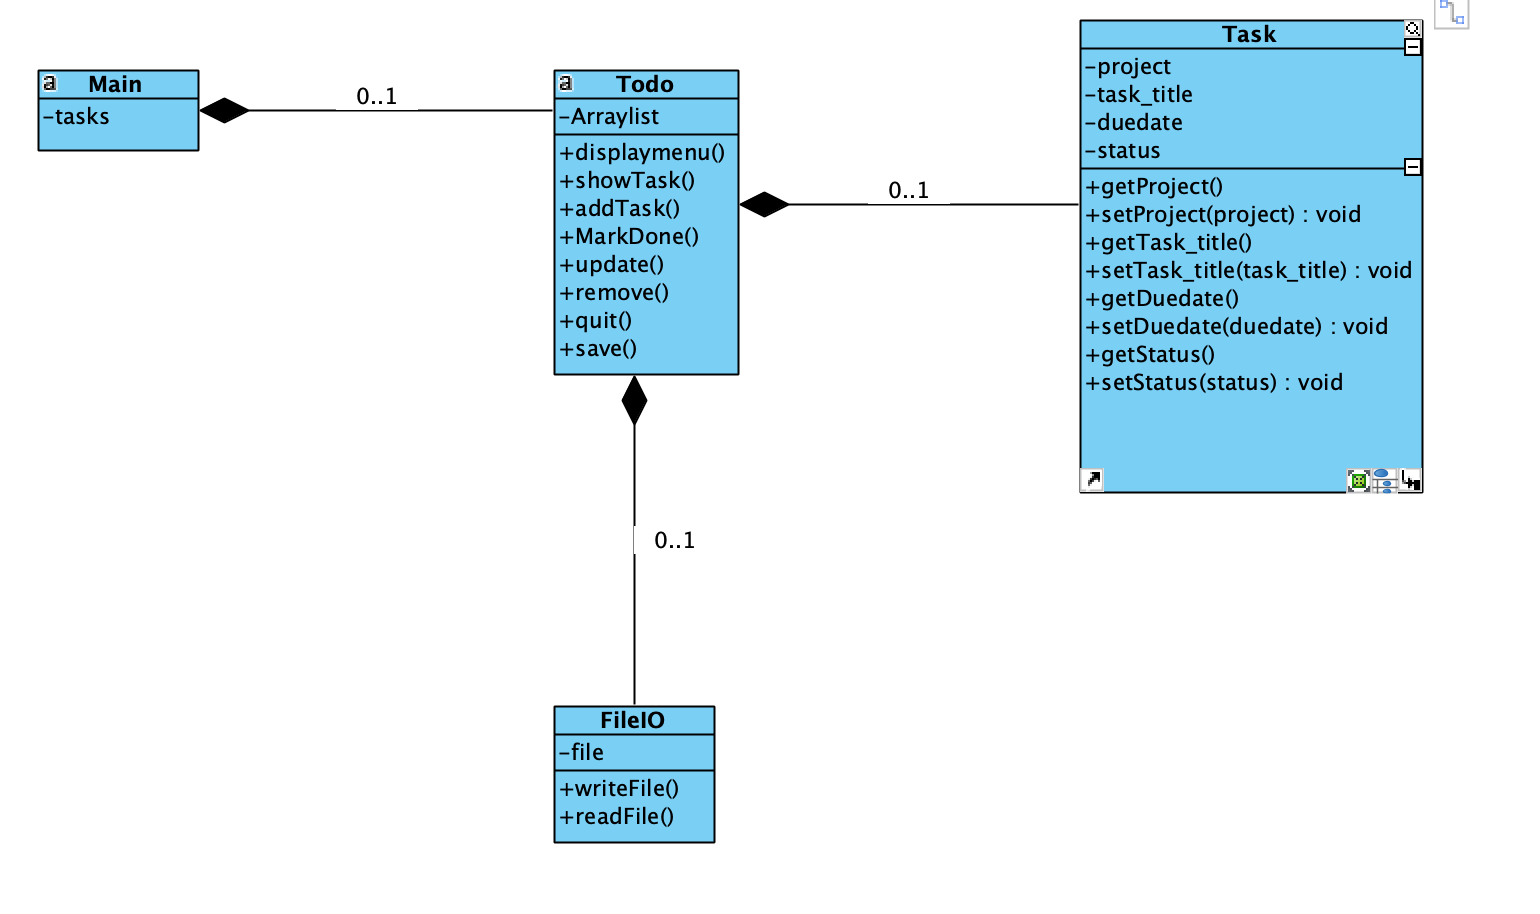 a Main
-tasks
0..1
a Todo
-Arraylist
+displaymenu()
+showTask()
+addTask()
+MarkDone()
+update()
+remove()
+quit()
+save()
0..1
Task
-project
-task_title
-duedate
-status
+getProject()
+setProject(project) : void
+getTask_title()
+setTask_title(task_title) : void
+getDuedate()
+setDuedate(duedate) : void
+getStatus()
+setStatus(status) : void
0..1
FileIO
-file
+writeFile()
+readFile()